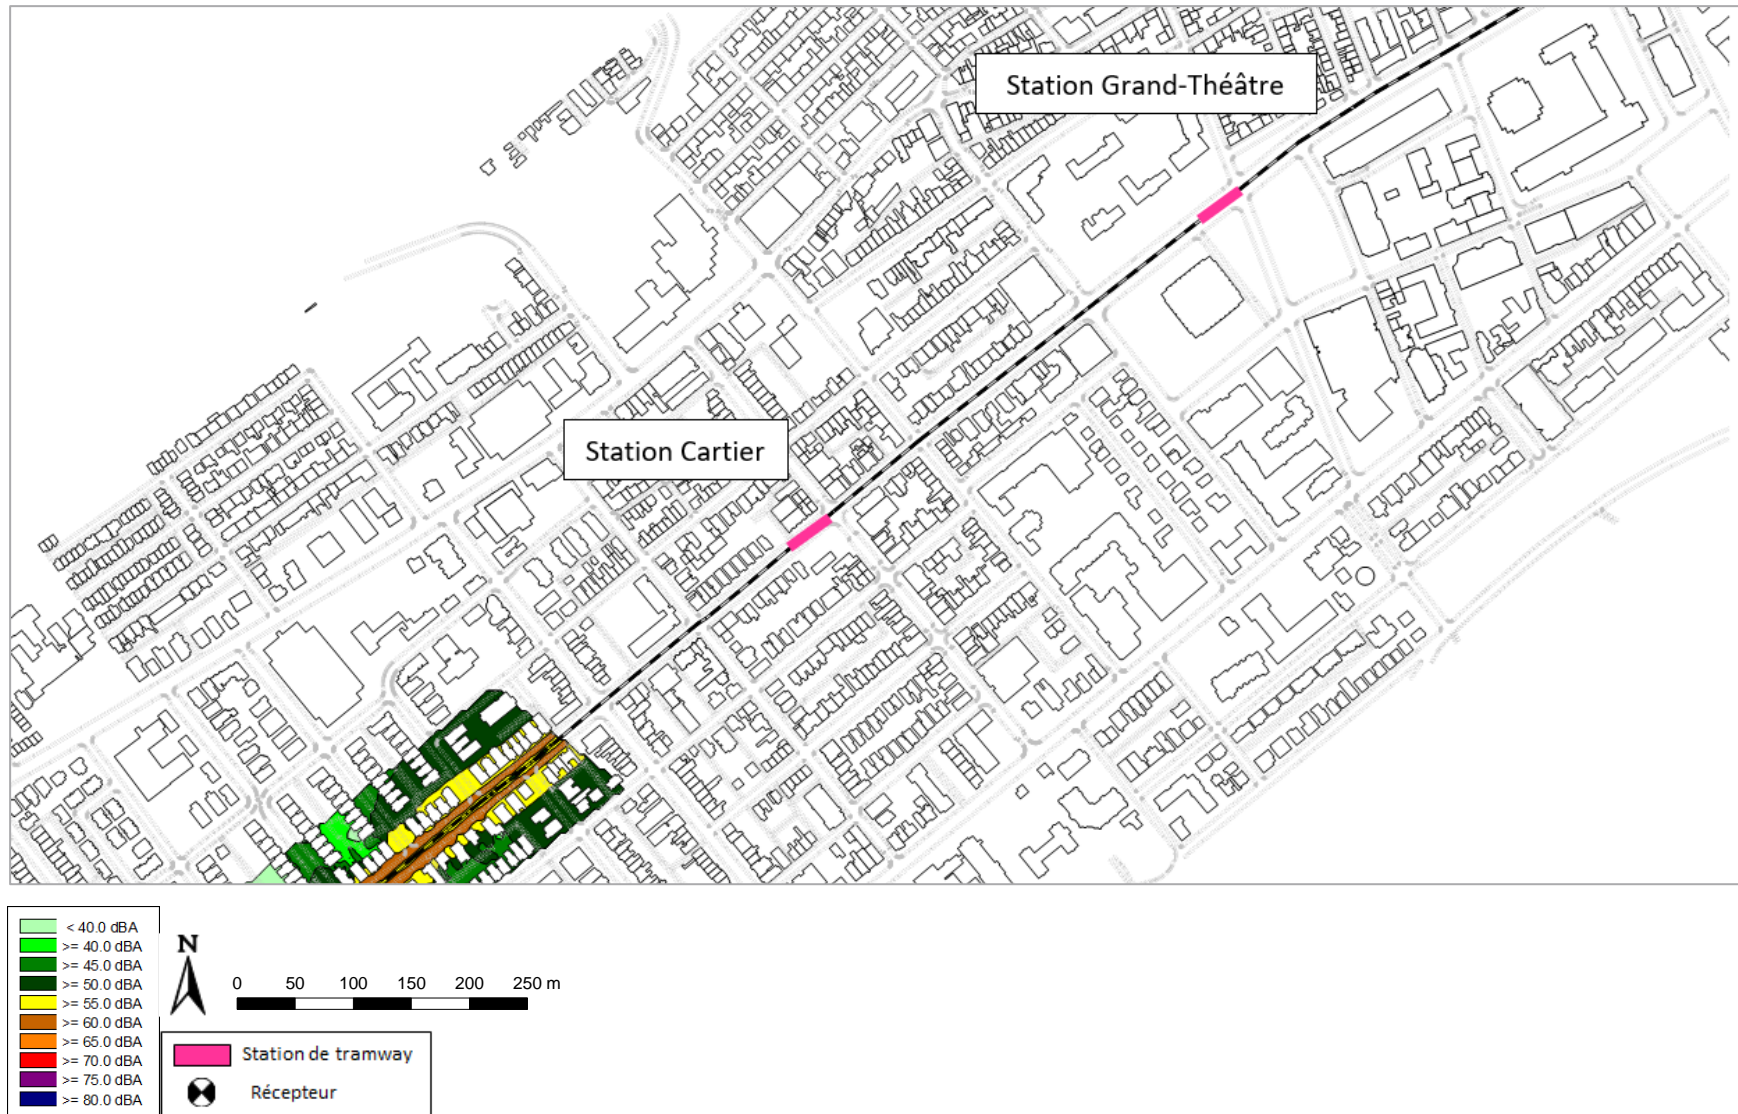 Station Grand-Théâtre
Station Cartier
< 40.0 dBA
>= 40.0 dBA
>= 45.0 dBA
>= 50.0 dBA
>= 55.0 dBA
>= 60.0 dBA
>= 65.0 dBA
>= 70.0 dBA
>= 75.0 dBA
>= 80.0 dBA
N
0 50 100 150 200 250 m
Station de tramway
Récepteur